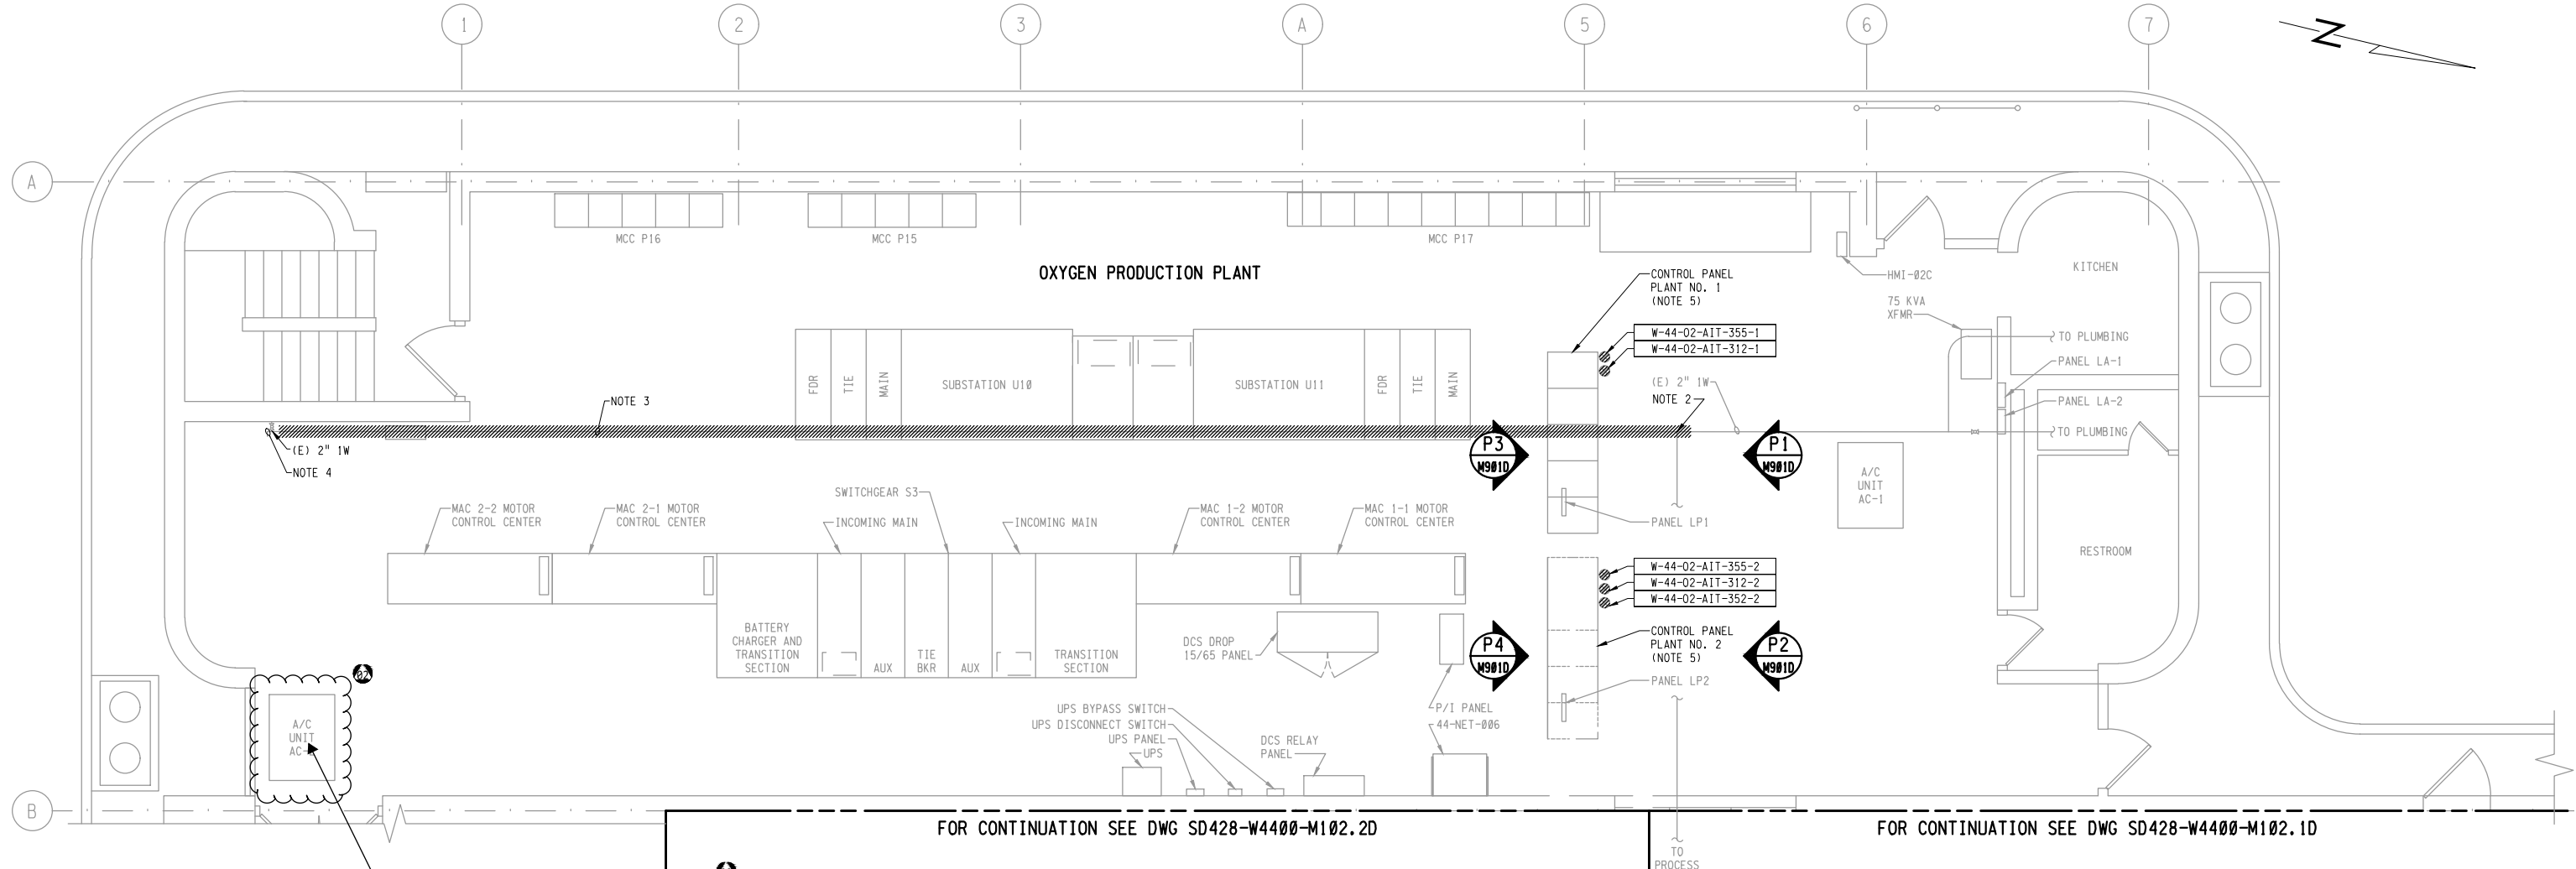 1
2
3
A
5
6
7
N
A
MCC P16
MCC P15
MCC P17
OXYGEN PRODUCTION PLANT
CONTROL PANEL
PLANT NO. 1
(NOTE 5)
HMI-02C
KITCHEN
75 KVA
XFMR
W-44-02-AIT-355-1
W-44-02-AIT-312-1
TO PLUMBING
PANEL LA-1
PANEL LA-2
TO PLUMBING
FDR
TIE
MAIN
SUBSTATION U10
SUBSTATION U11
FDR
TIE
MAIN
(E) 2" 1W
NOTE 2
NOTE 3
(E) 2" 1W
NOTE 4
P3
M901D
P1
M901D
A/C
UNIT
AC-1
SWITCHGEAR S3
MAC 2-2 MOTOR
CONTROL CENTER
MAC 2-1 MOTOR
CONTROL CENTER
INCOMING MAIN
INCOMING MAIN
MAC 1-2 MOTOR
CONTROL CENTER
MAC 1-1 MOTOR
CONTROL CENTER
PANEL LP1
RESTROOM
W-44-02-AIT-355-2
W-44-02-AIT-312-2
W-44-02-AIT-352-2
BATTERY
CHARGER AND
TRANSITION
SECTION
AUX
TIE
BKR
AUX
TRANSITION
SECTION
DCS DROP
15/65 PANEL
P4
M901D
CONTROL PANEL
PLANT NO. 2
(NOTE 5)
P2
M901D
PANEL LP2
02
A/C
UNIT
UPS BYPASS SWITCH
UPS DISCONNECT SWITCH
UPS PANEL
UPS
DCS RELAY
PANEL
P/I PANEL
44-NET-006
B
FOR CONTINUATION SEE DWG SD428-W4400-M102.2D
FOR CONTINUATION SEE DWG SD428-W4400-M102.1D
TO
PROCESS